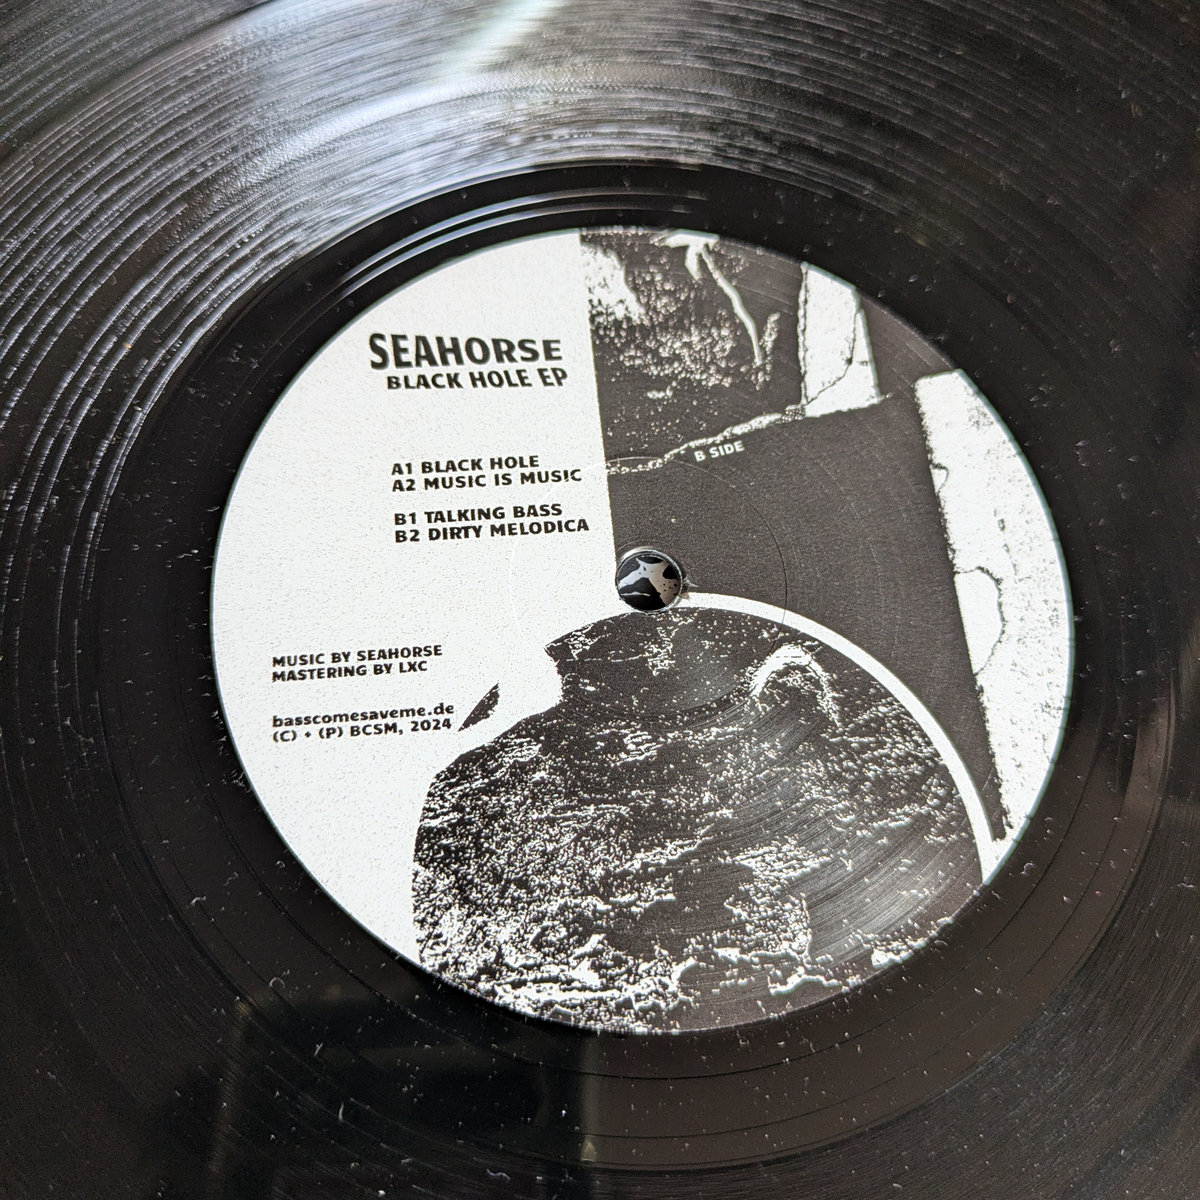 SEAHORSE
BLACK HOLE EP
A1 BLACK HOLE
A2 MUSIC IS MUSIC
B1 TALKING BASS
B2 DIRTY MELODICA
B SIDE
MUSIC BY SEAHORSE
MASTERING BY LXC
basscomesaveme.de
(C) + (P) BCSM, 2024